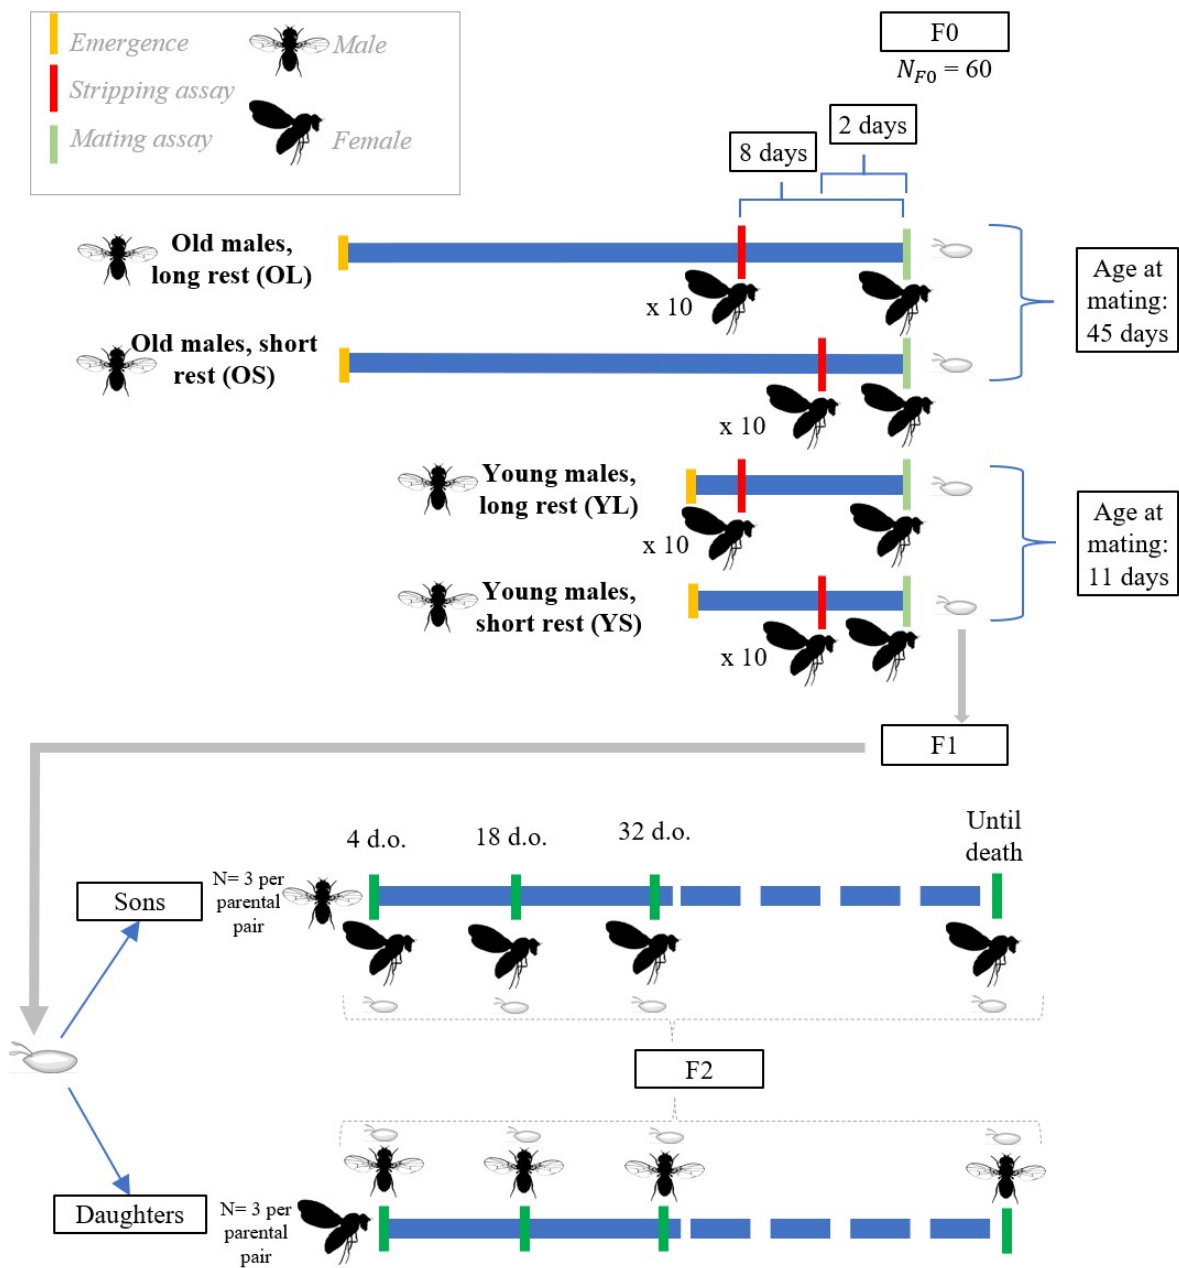 Emergence
Male
Stripping assay
Mating assay
Female
F0
N_F0 = 60
2 days
8 days
Old males,
long rest (OL)
x 10
Old males, short
rest (OS)
x 10
Age at
mating:
45 days
Young males,
long rest (YL)
x 10
Young males,
short rest (YS)
x 10
Age at
mating:
11 days
F1
4 d.o.
18 d.o.
32 d.o.
Until
death
Sons
N= 3 per
parental
pair
F2
Daughters
N= 3 per
parental
pair